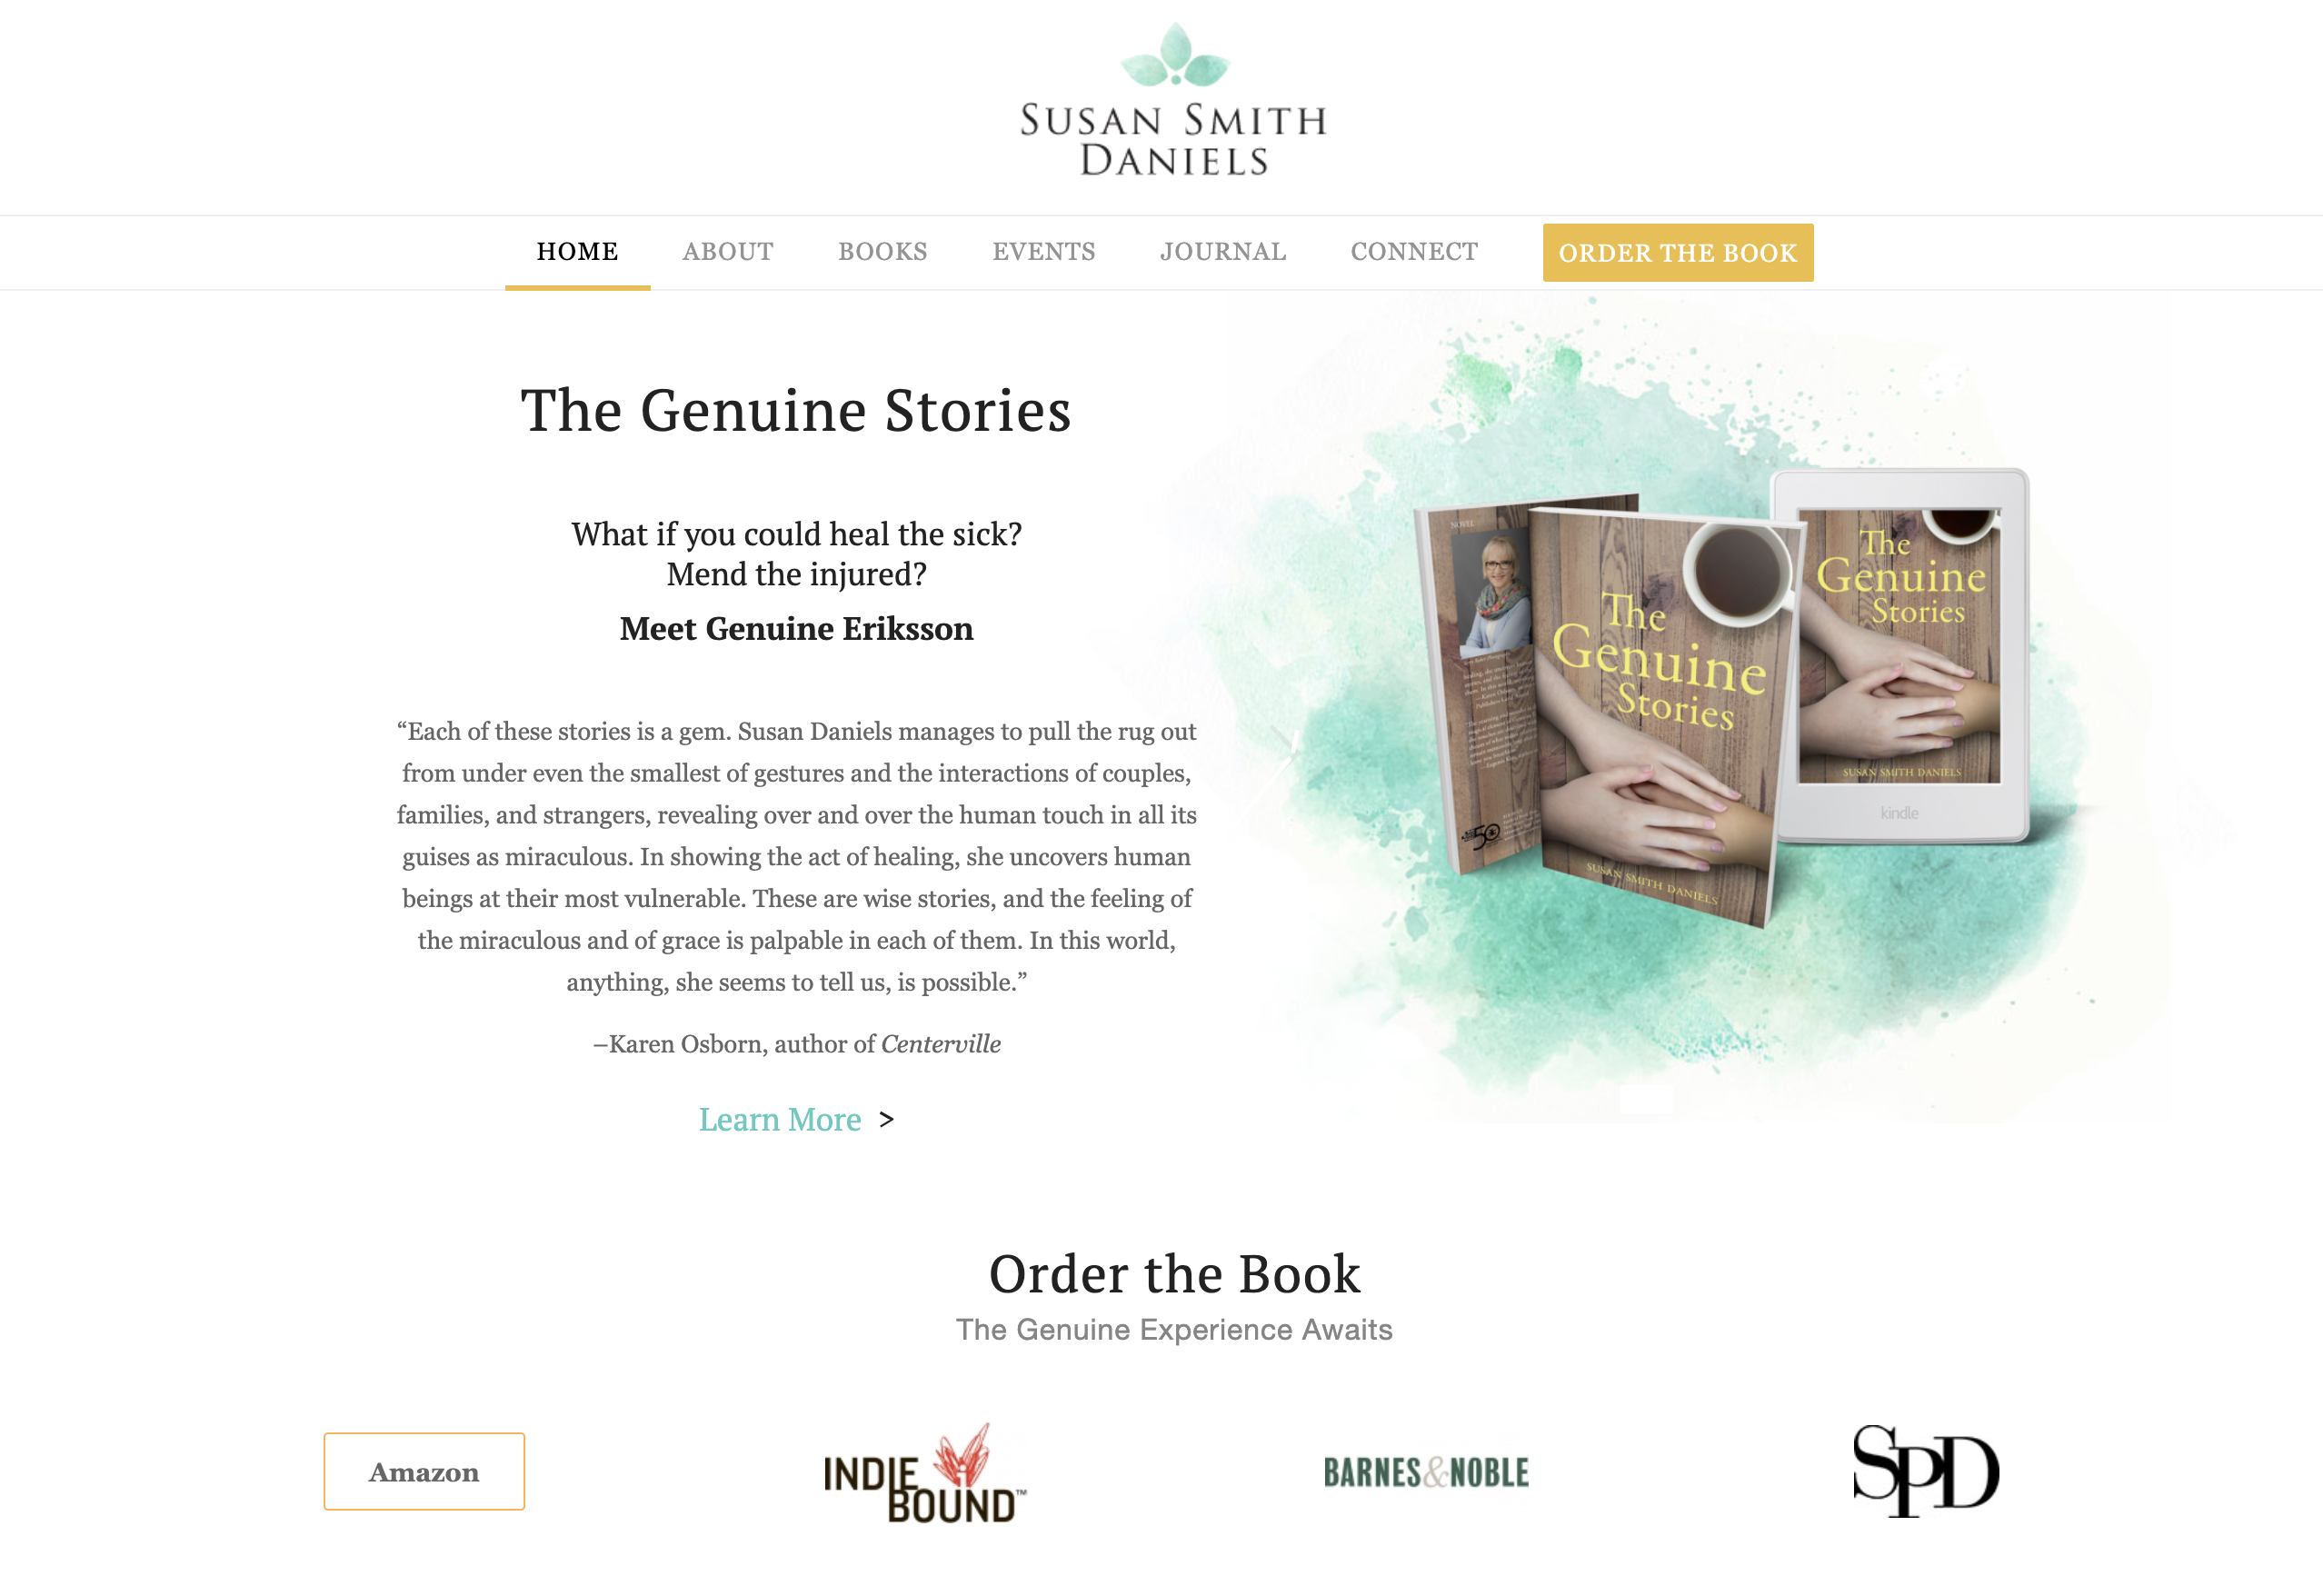 SUSAN SMITH
DANIELS
HOME ABOUT BOOKS EVENTS JOURNAL CONNECT ORDER THE BOOK
The Genuine Stories
What if you could heal the sick?
Mend the injured?
Meet Genuine Eriksson
“Each of these stories is a gem. Susan Daniels manages to pull the rug out
from under even the smallest of gestures and the interactions of couples,
families, and strangers, revealing over and over the human touch in all its
guises as miraculous. In showing the act of healing, she uncovers human
beings at their most vulnerable. These are wise stories, and the feeling of
the miraculous and of grace is palpable in each of them. In this world,
anything, she seems to tell us, is possible.”
–Karen Osborn, author of Centerville
Learn More >
NOVEL
50
The
Genuine
Stories
SUSAN SMITH DANIELS
The
Genuine
Stories
SUSAN SMITH DANIELS
kindle
Order the Book
The Genuine Experience Awaits
Amazon
INDIE
BOUND™
BARNES&NOBLE
SPD